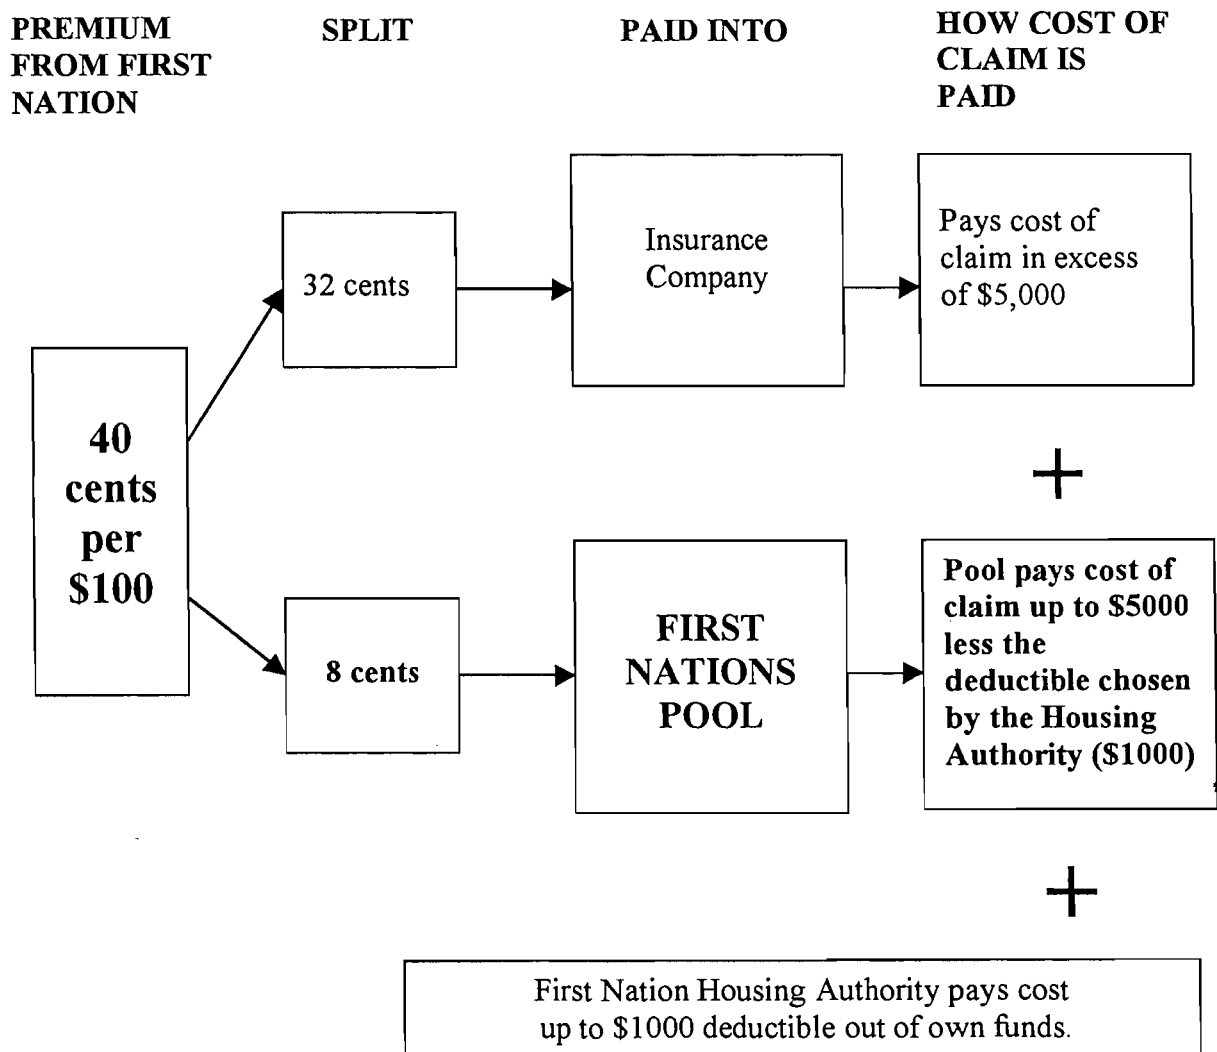 PREMIUM
FROM FIRST
NATION
SPLIT
PAID INTO
HOW COST OF
CLAIM IS
PAID
40
cents
per
$100
32 cents
Insurance
Company
Pays cost of
claim in excess
of $5,000
+
8 cents
FIRST
NATIONS
POOL
Pool pays cost of
claim up to $5000
less the
deductible chosen
by the Housing
Authority ($1000)
+
First Nation Housing Authority pays cost
up to $1000 deductible out of own funds.